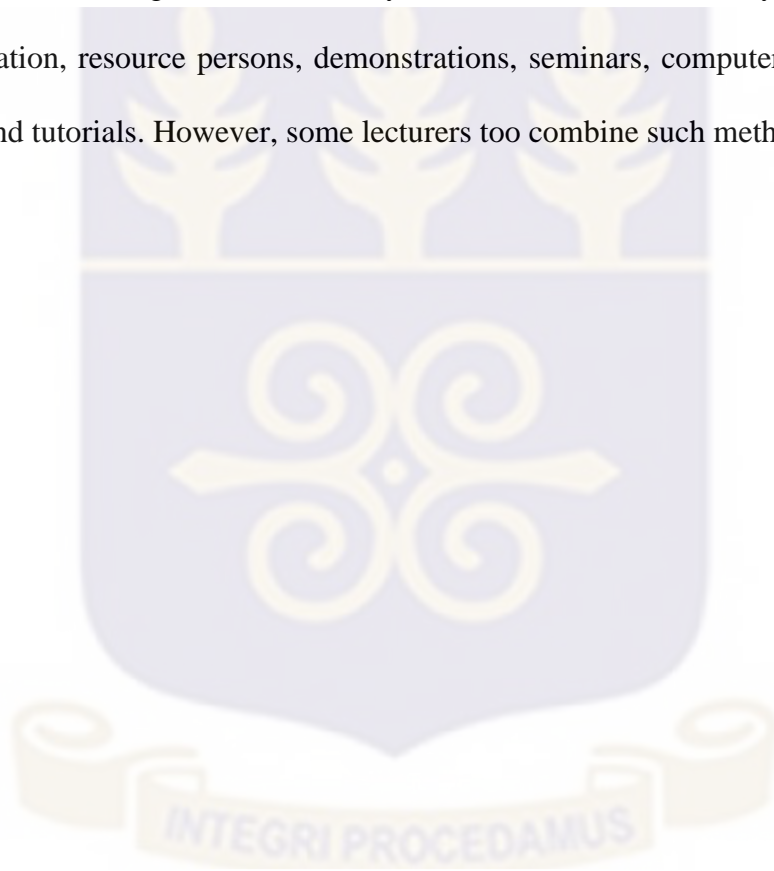 ation, resource persons, demonstrations, seminars, computer
nd tutorials. However, some lecturers too combine such meth
INTEGRI PROCEDAMUS